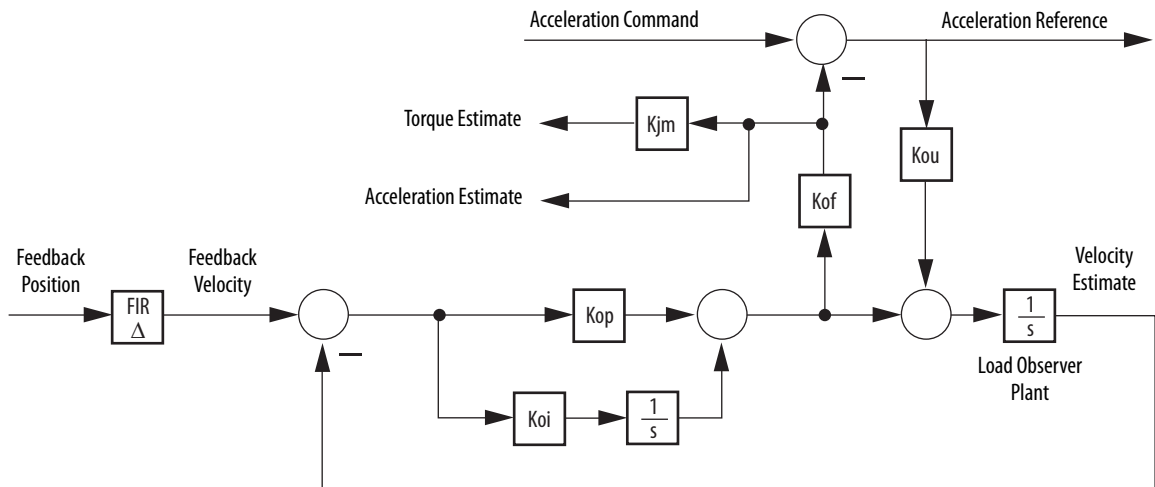 Acceleration Command
Acceleration Reference
Torque Estimate
Kjm
Kou
Acceleration Estimate
Kof
Feedback
Position
Feedback
Velocity
Velocity
Estimate
FIR
Δ
Kop
1
s
Load Observer
Plant
Koi
1
s